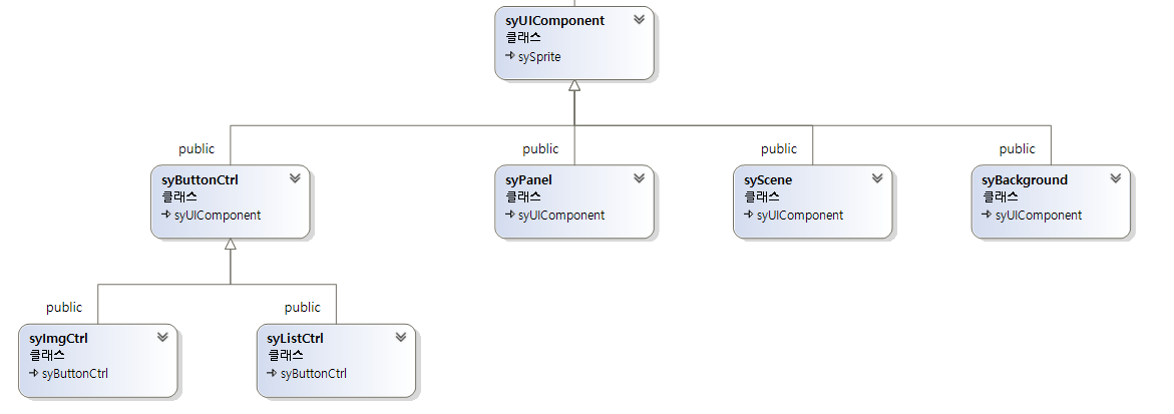 syUIComponent
클래스
sySprite
public
public
public
public
syButtonCtrl
클래스
syUIComponent
syPanel
클래스
syUIComponent
syScene
클래스
syUIComponent
syBackground
클래스
syUIComponent
public
public
syImgCtrl
클래스
syButtonCtrl
syListCtrl
클래스
syButtonCtrl